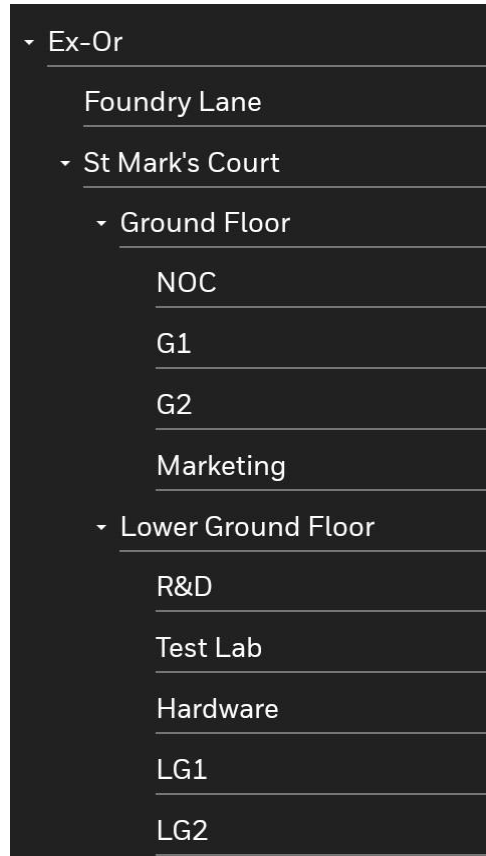 Ex-Or
Foundry Lane
St Mark's Court
Ground Floor
NOC
G1
G2
Marketing
Lower Ground Floor
R&D
Test Lab
Hardware
LG1
LG2